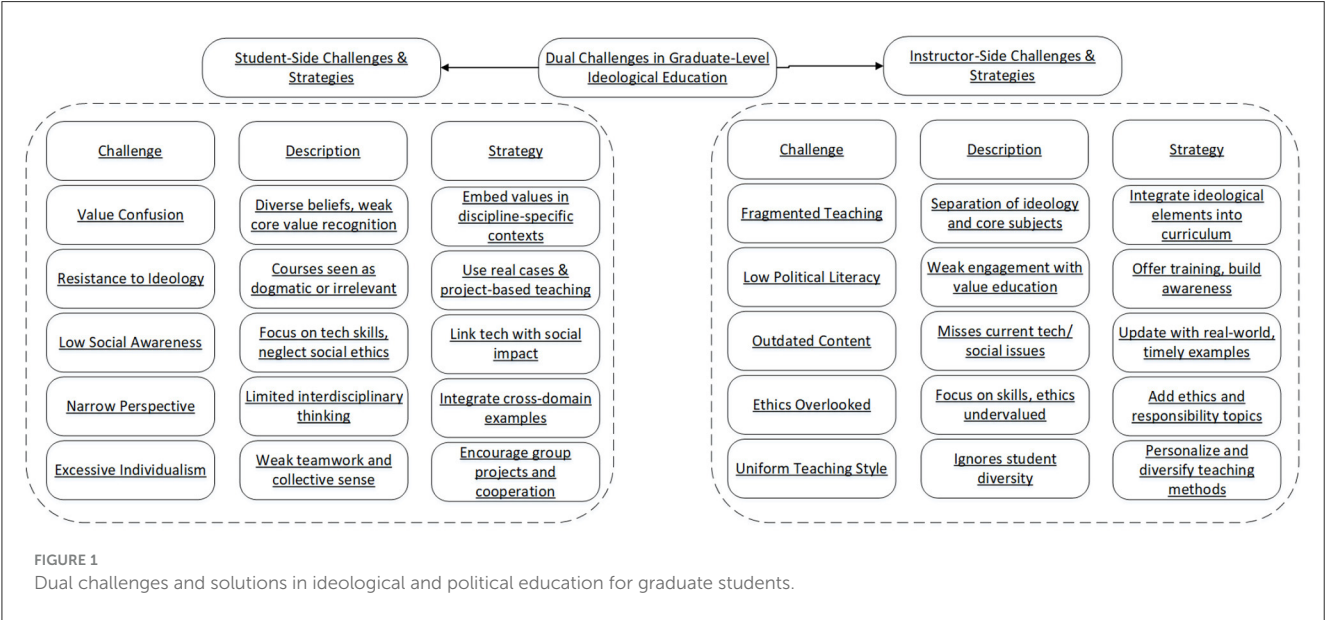 Student-Side Challenges &
Strategies
Dual Challenges in Graduate-Level
Ideological Education
Instructor-Side Challenges &
Strategies
Challenge
Description
Strategy
Value Confusion
Diverse beliefs, weak
core value recognition
Embed values in
discipline-specific
contexts
Resistance to Ideology
Courses seen as
dogmatic or irrelevant
Use real cases &
project-based teaching
Low Social Awareness
Focus on tech skills,
neglect social ethics
Link tech with social
impact
Narrow Perspective
Limited interdisciplinary
thinking
Integrate cross-domain
examples
Excessive Individualism
Weak teamwork and
collective sense
Encourage group
projects and
cooperation
Challenge
Description
Strategy
Fragmented Teaching
Separation of ideology
and core subjects
Integrate ideological
elements into
curriculum
Low Political Literacy
Weak engagement with
value education
Offer training, build
awareness
Outdated Content
Misses current tech/
social issues
Update with real-world,
timely examples
Ethics Overlooked
Focus on skills, ethics
undervalued
Add ethics and
responsibility topics
Uniform Teaching Style
Ignores student
diversity
Personalize and
diversify teaching
methods
FIGURE 1
Dual challenges and solutions in ideological and political education for graduate students.